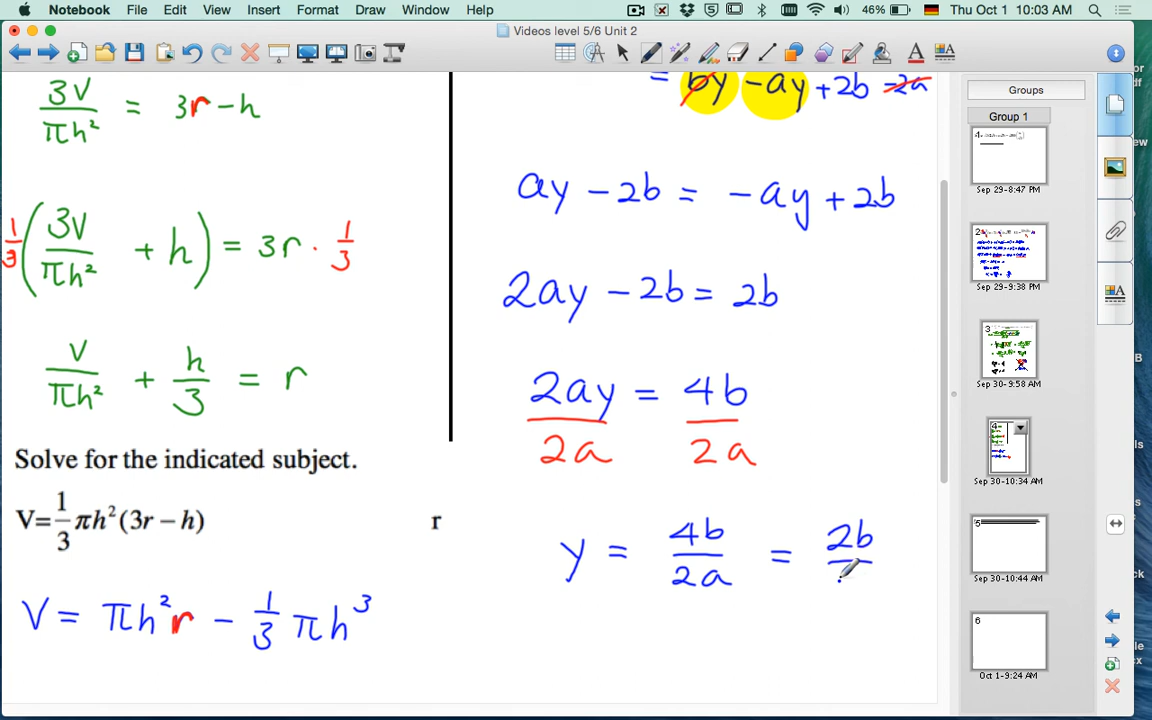 Notebook File Edit View Insert Format Tools Add-ons Window Help 46% Thu Oct 1 10:03 AM
Videos level 5/6 Unit 2
Groups
Group 1
Sep 29-8:47 PM
Sep 29-9:38 PM
Sep 30-9:58 AM
Sep 30-10:34 AM
Sep 30-10:44 AM
Oct 1-9:24 AM
3V/πh² = 3r - h
1/3 (3V/πh² + h) = 3r · 1/3
V/πh² + h/3 = r
Solve for the indicated subject.
V=1/3 πh²(3r – h) r
V = πh²r - 1/3 πh³
= by -ay + 2b =2a
ay - 2b = -ay + 2b
2ay - 2b = 2b
2ay/2a = 4b/2a
y = 4b/2a = 2b